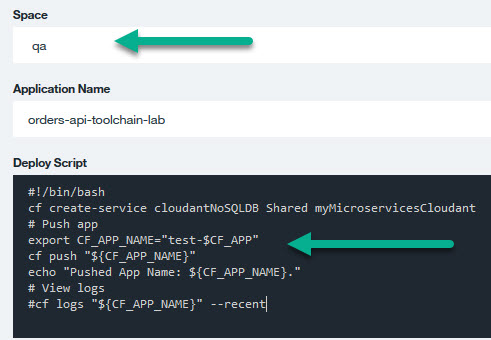 Space
qa
Application Name
orders-api-toolchain-lab
Deploy Script
#!/bin/bash
cf create-service cloudantNoSQLDB Shared myMicroservicesCloudant
# Push app
export CF_APP_NAME="test-$CF_APP"
cf push "${CF_APP_NAME}"
echo "Pushed App Name: ${CF_APP_NAME}."
# View logs
#cf logs "${CF_APP_NAME}" --recent